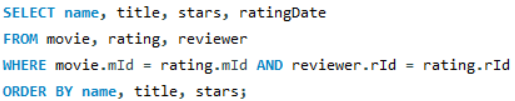 SELECT name, title, stars, ratingDate
FROM movie, rating, reviewer
WHERE movie.mId = rating.mId AND reviewer.rId = rating.rId
ORDER BY name, title, stars;